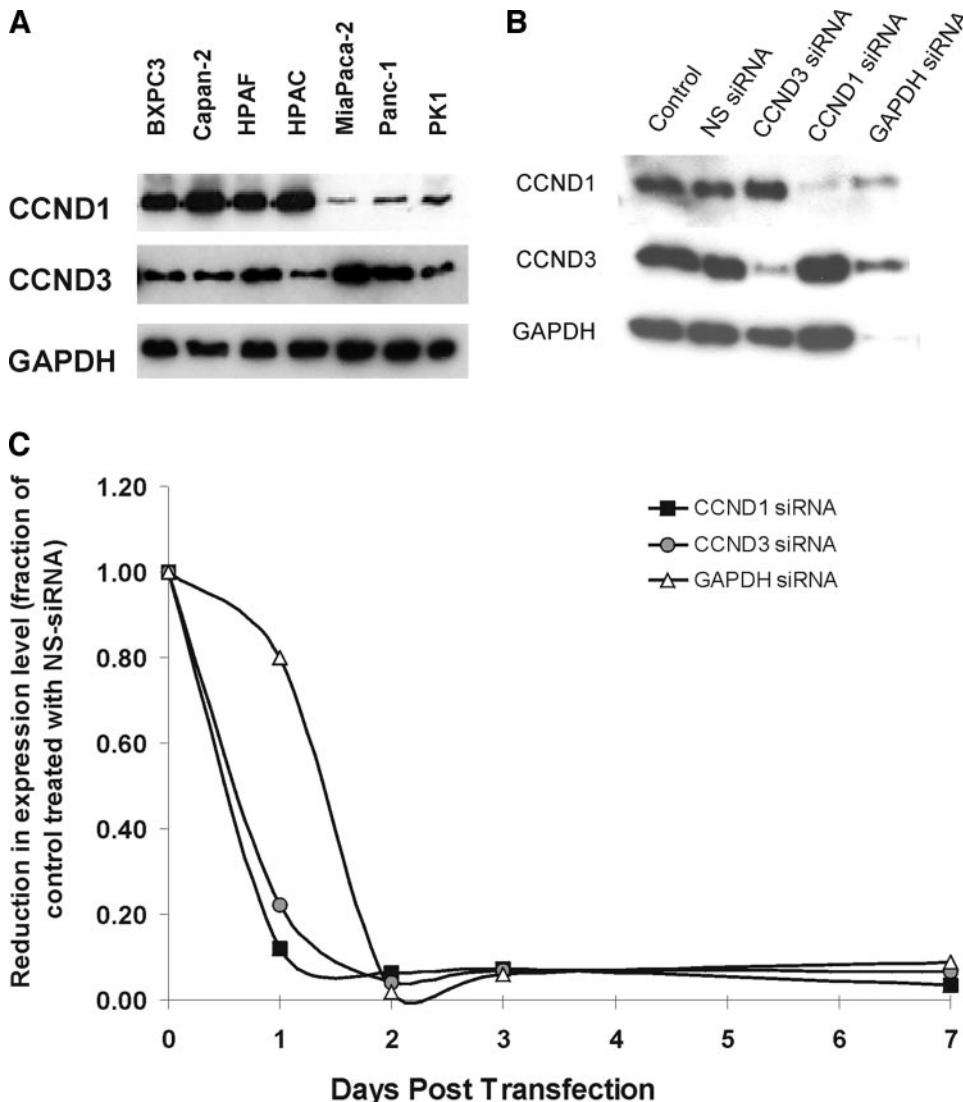 A
BXPC3
Capan-2
HPAF
HPAC
MiaPaca-2
Panc-1
PK1
CCND1
CCND3
GAPDH
B
Control
NS siRNA
CCND3 siRNA
CCND1 siRNA
GAPDH siRNA
CCND1
CCND3
GAPDH
C
Reduction in expression level (fraction of
control treated with NS-siRNA)
1.20
1.00
0.80
0.60
0.40
0.20
0.00
CCND1 siRNA
CCND3 siRNA
GAPDH siRNA
0 1 2 3 4 5 6 7
Days Post Transfection